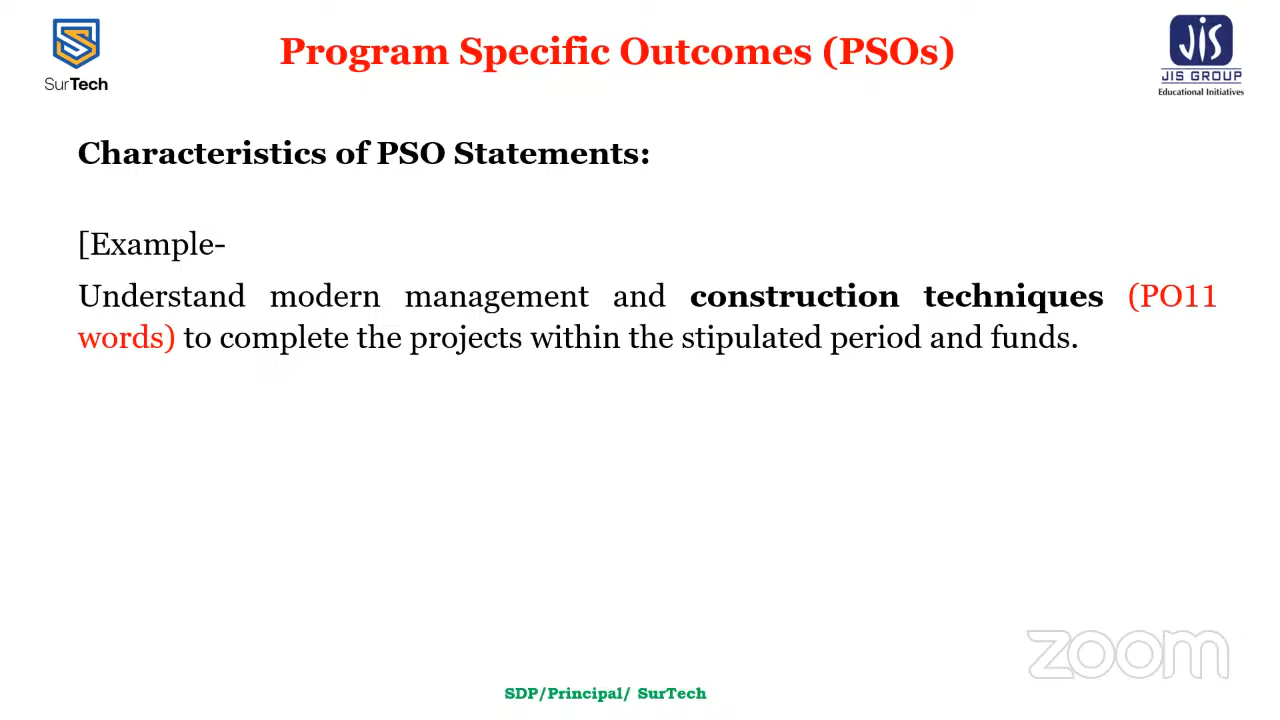 Program Specific Outcomes (PSOs)
SurTech
JIS
JIS GROUP
Educational Initiatives
Characteristics of PSO Statements:
[Example-
Understand modern management and construction techniques (PO11
words) to complete the projects within the stipulated period and funds.
zoom
SDP/Principal/ SurTech